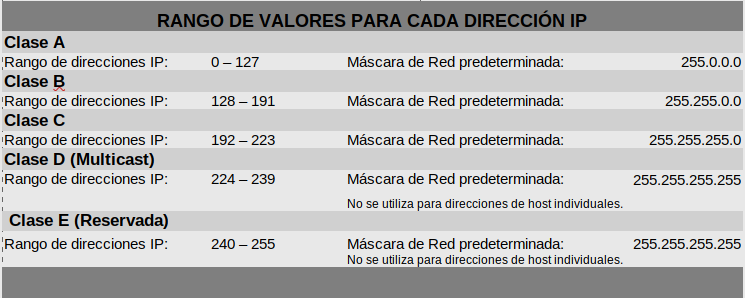 RANGO DE VALORES PARA CADA DIRECCIÓN IP
Clase A
Rango de direcciones IP: 0 – 127 Máscara de Red predeterminada: 255.0.0.0
Clase B
Rango de direcciones IP: 128 – 191 Máscara de Red predeterminada: 255.255.0.0
Clase C
Rango de direcciones IP: 192 – 223 Máscara de Red predeterminada: 255.255.255.0
Clase D (Multicast)
Rango de direcciones IP: 224 – 239 Máscara de Red predeterminada: 255.255.255.255
No se utiliza para direcciones de host individuales.
Clase E (Reservada)
Rango de direcciones IP: 240 – 255 Máscara de Red predeterminada: 255.255.255.255
No se utiliza para direcciones de host individuales.